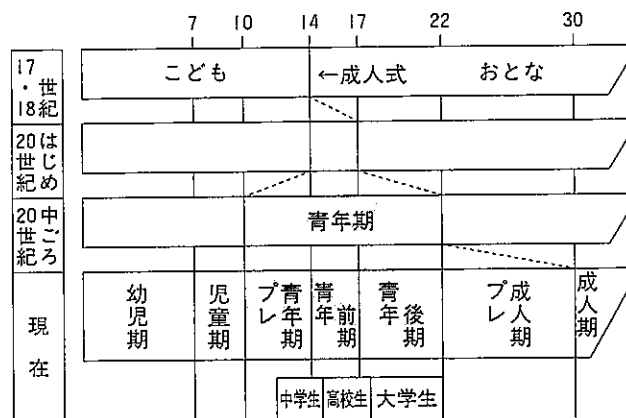 7 10 14 17 22 30
17・18世紀
こども ←成人式 おとな
20世紀はじめ
20世紀中ごろ
青年期
現在
幼児期 児童期 プレ青年期 青年前期 青年後期 プレ成人期 成人期
中学生 高校生 大学生